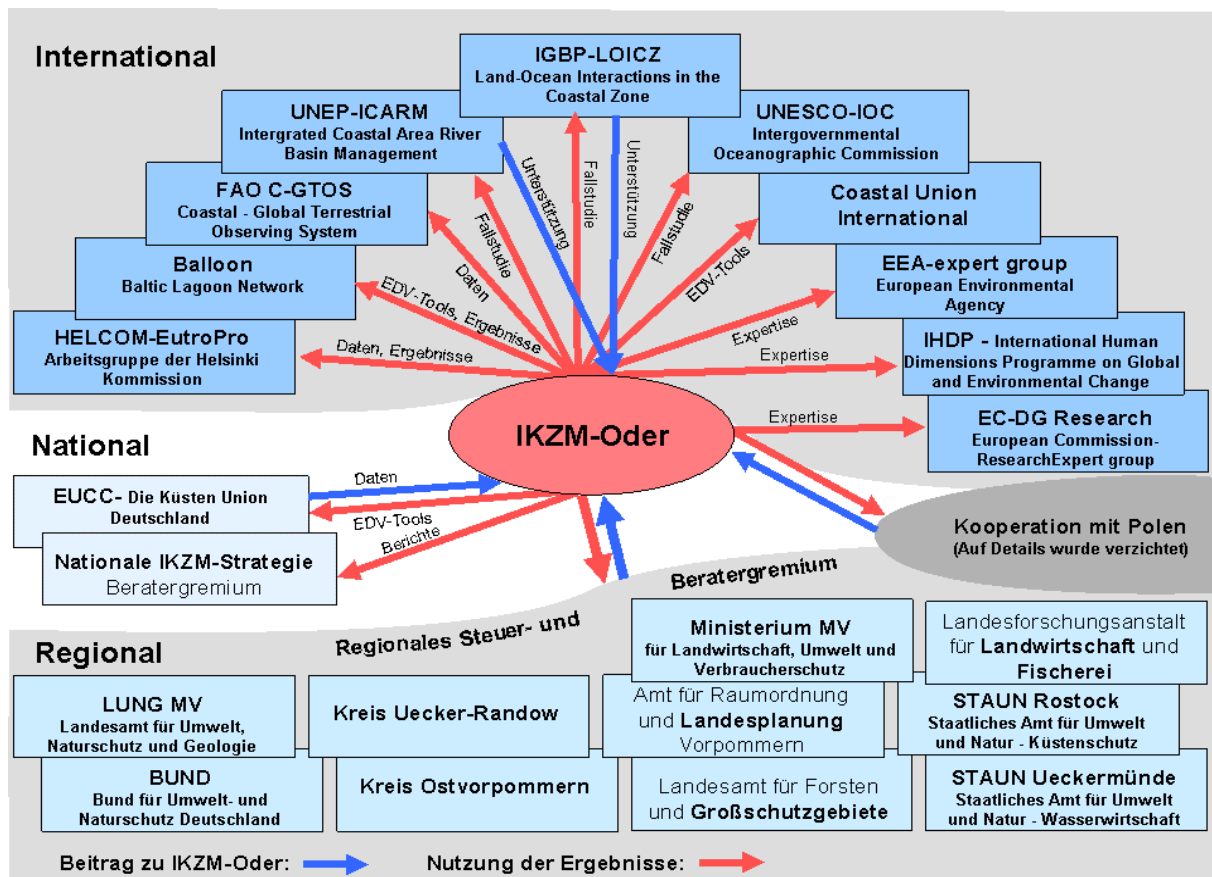 International
IGBP-LOICZ
Land-Ocean Interactions in the
Coastal Zone
UNEP-ICARM
Intergrated Coastal Area River
Basin Management
UNESCO-IOC
Intergovernmental
Oceanographic Commission
FAO C-GTOS
Coastal - Global Terrestrial
Observing System
Coastal Union
International
Balloon
Baltic Lagoon Network
EEA-expert group
European Environmental
Agency
HELCOM-EutroPro
Arbeitsgruppe der Helsinki
Kommission
IHDP - International Human
Dimensions Programme on Global
and Environmental Change
EC-DG Research
European Commission-
ResearchExpert group
Daten, Ergebnisse
EDV-Tools, Ergebnisse
Daten
Fallstudie
Unterstützung
Fallstudie
Unterstützung
Fallstudie
EDV-Tools
Expertise
Expertise
Expertise
IKZM-Oder
National
EUCC- Die Küsten Union
Deutschland
Nationale IKZM-Strategie
Beratergremium
Daten
EDV-Tools
Berichte
Kooperation mit Polen
(Auf Details wurde verzichtet)
Regionales Steuer- und
Beratergremium
Regional
Ministerium MV
für Landwirtschaft, Umwelt und
Verbraucherschutz
Landesforschungsanstalt
für Landwirtschaft und
Fischerei
LUNG MV
Landesamt für Umwelt,
Naturschutz und Geologie
Kreis Uecker-Randow
Amt für Raumordnung
und Landesplanung
Vorpommern
STAUN Rostock
Staatliches Amt für Umwelt
und Natur - Küstenschutz
BUND
Bund für Umwelt- und
Naturschutz Deutschland
Kreis Ostvorpommern
Landesamt für Forsten
und Großschutzgebiete
STAUN Ueckermünde
Staatliches Amt für Umwelt
und Natur - Wasserwirtschaft
Beitrag zu IKZM-Oder:
Nutzung der Ergebnisse: